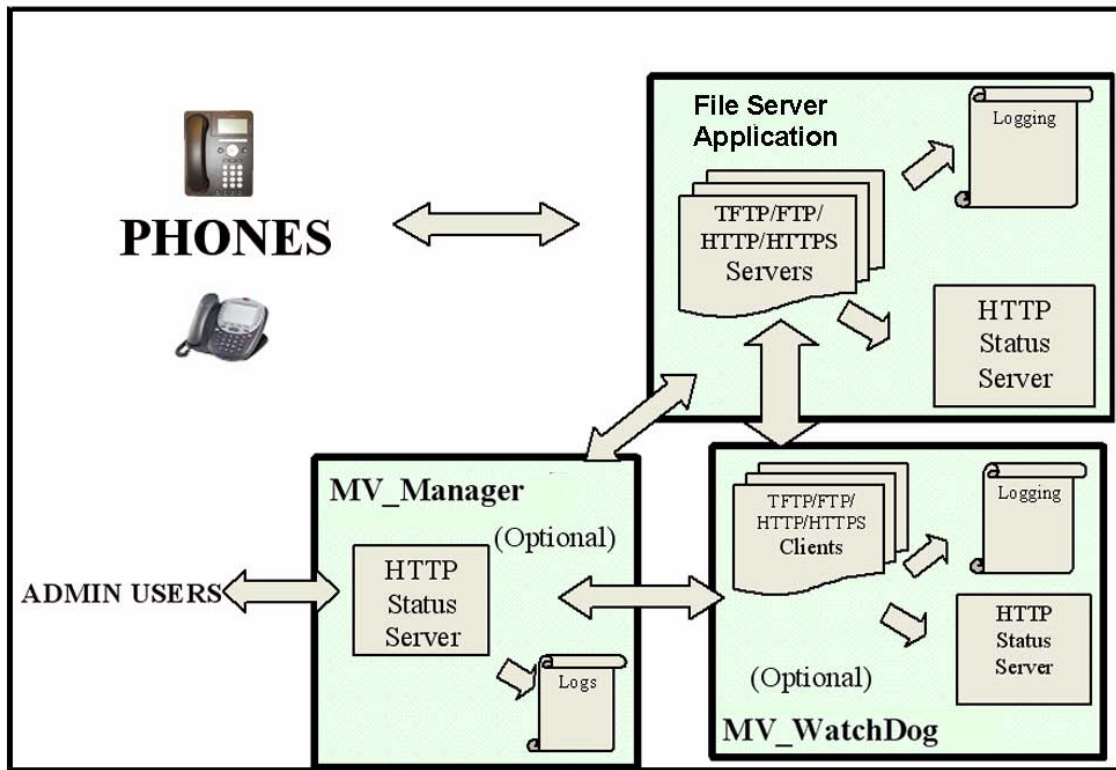 File Server
Application
Logging
TFTP/FTP/
HTTP/HTTPS
Servers
HTTP
Status
Server
PHONES
MV_Manager
(Optional)
HTTP
Status
Server
Logs
ADMIN USERS
TFTP/FTP/
HTTP/HTTPS
Clients
Logging
HTTP
Status
Server
(Optional)
MV_WatchDog